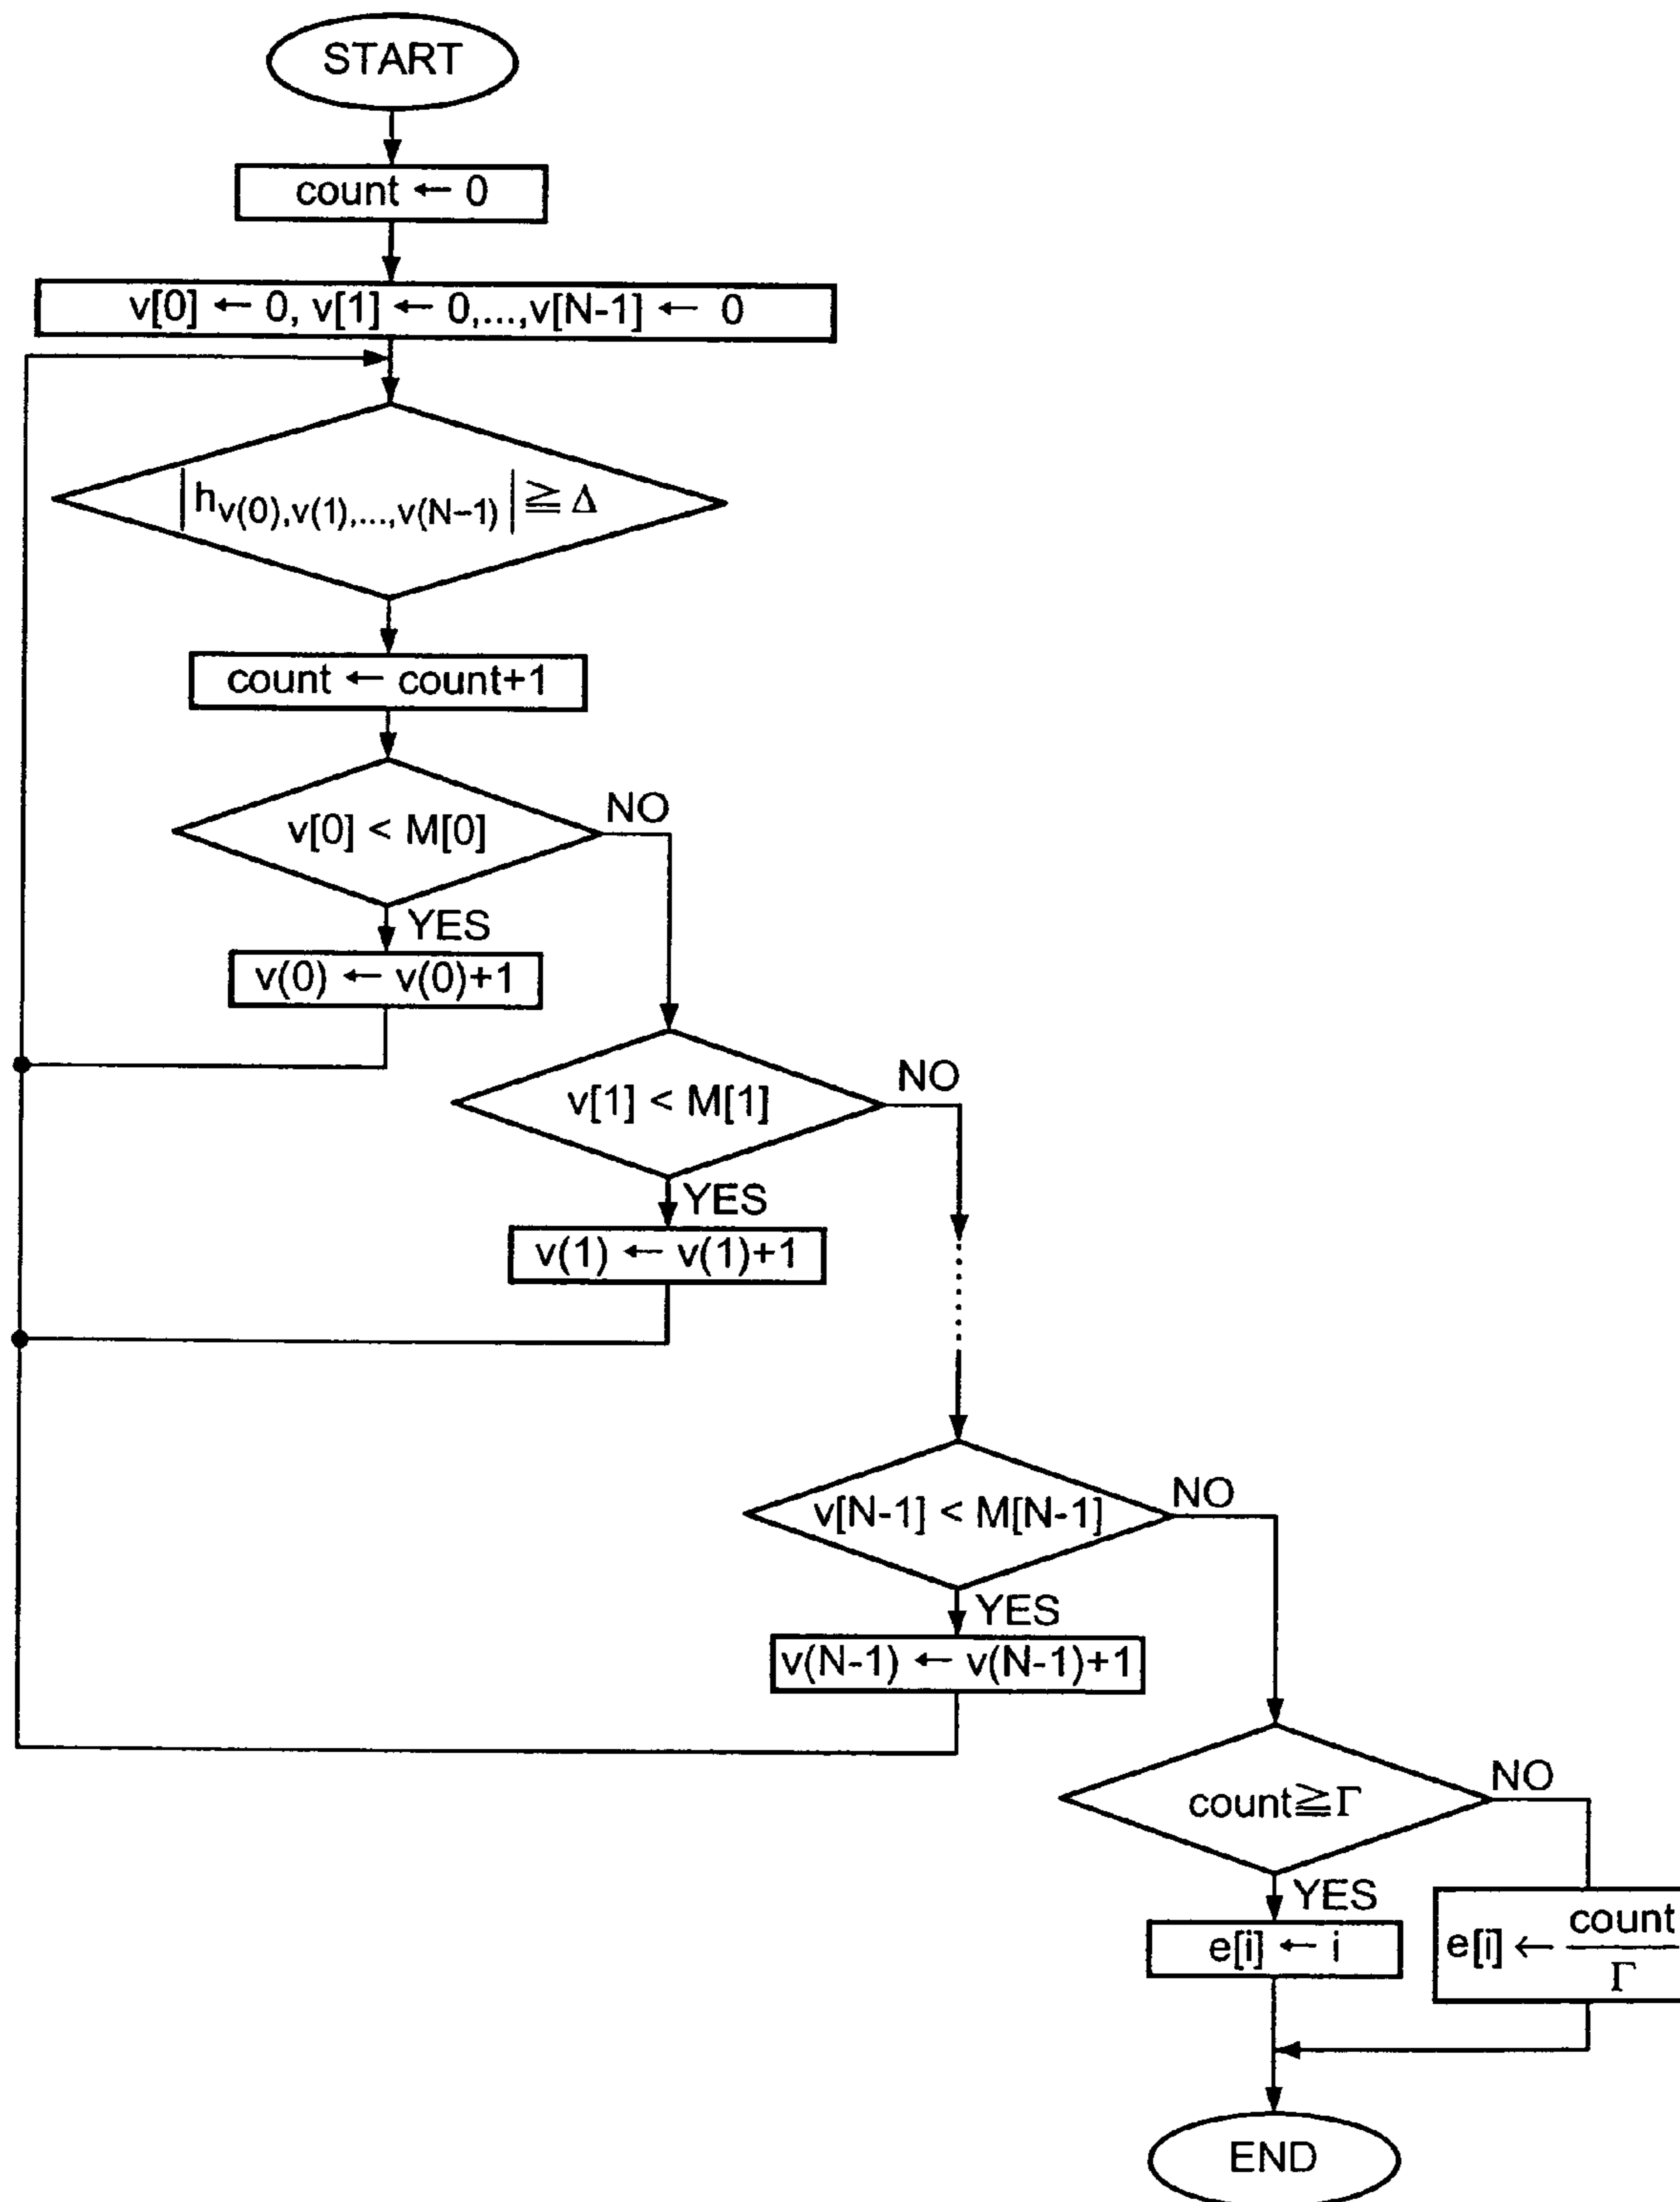 START
count ← 0
v[0] ← 0, v[1] ← 0,...,v[N-1] ← 0
|h v(0),v(1),...,v(N−1)| ≧ Δ
count ← count+1
v[0] < M[0]
NO
YES
v(0) ← v(0)+1
v[1] < M[1]
NO
YES
v(1) ← v(1)+1
v[N-1] < M[N-1]
NO
YES
v(N-1) ← v(N-1)+1
count≧Γ
NO
YES
e[i] ← i
e[i] ← count
Γ
END